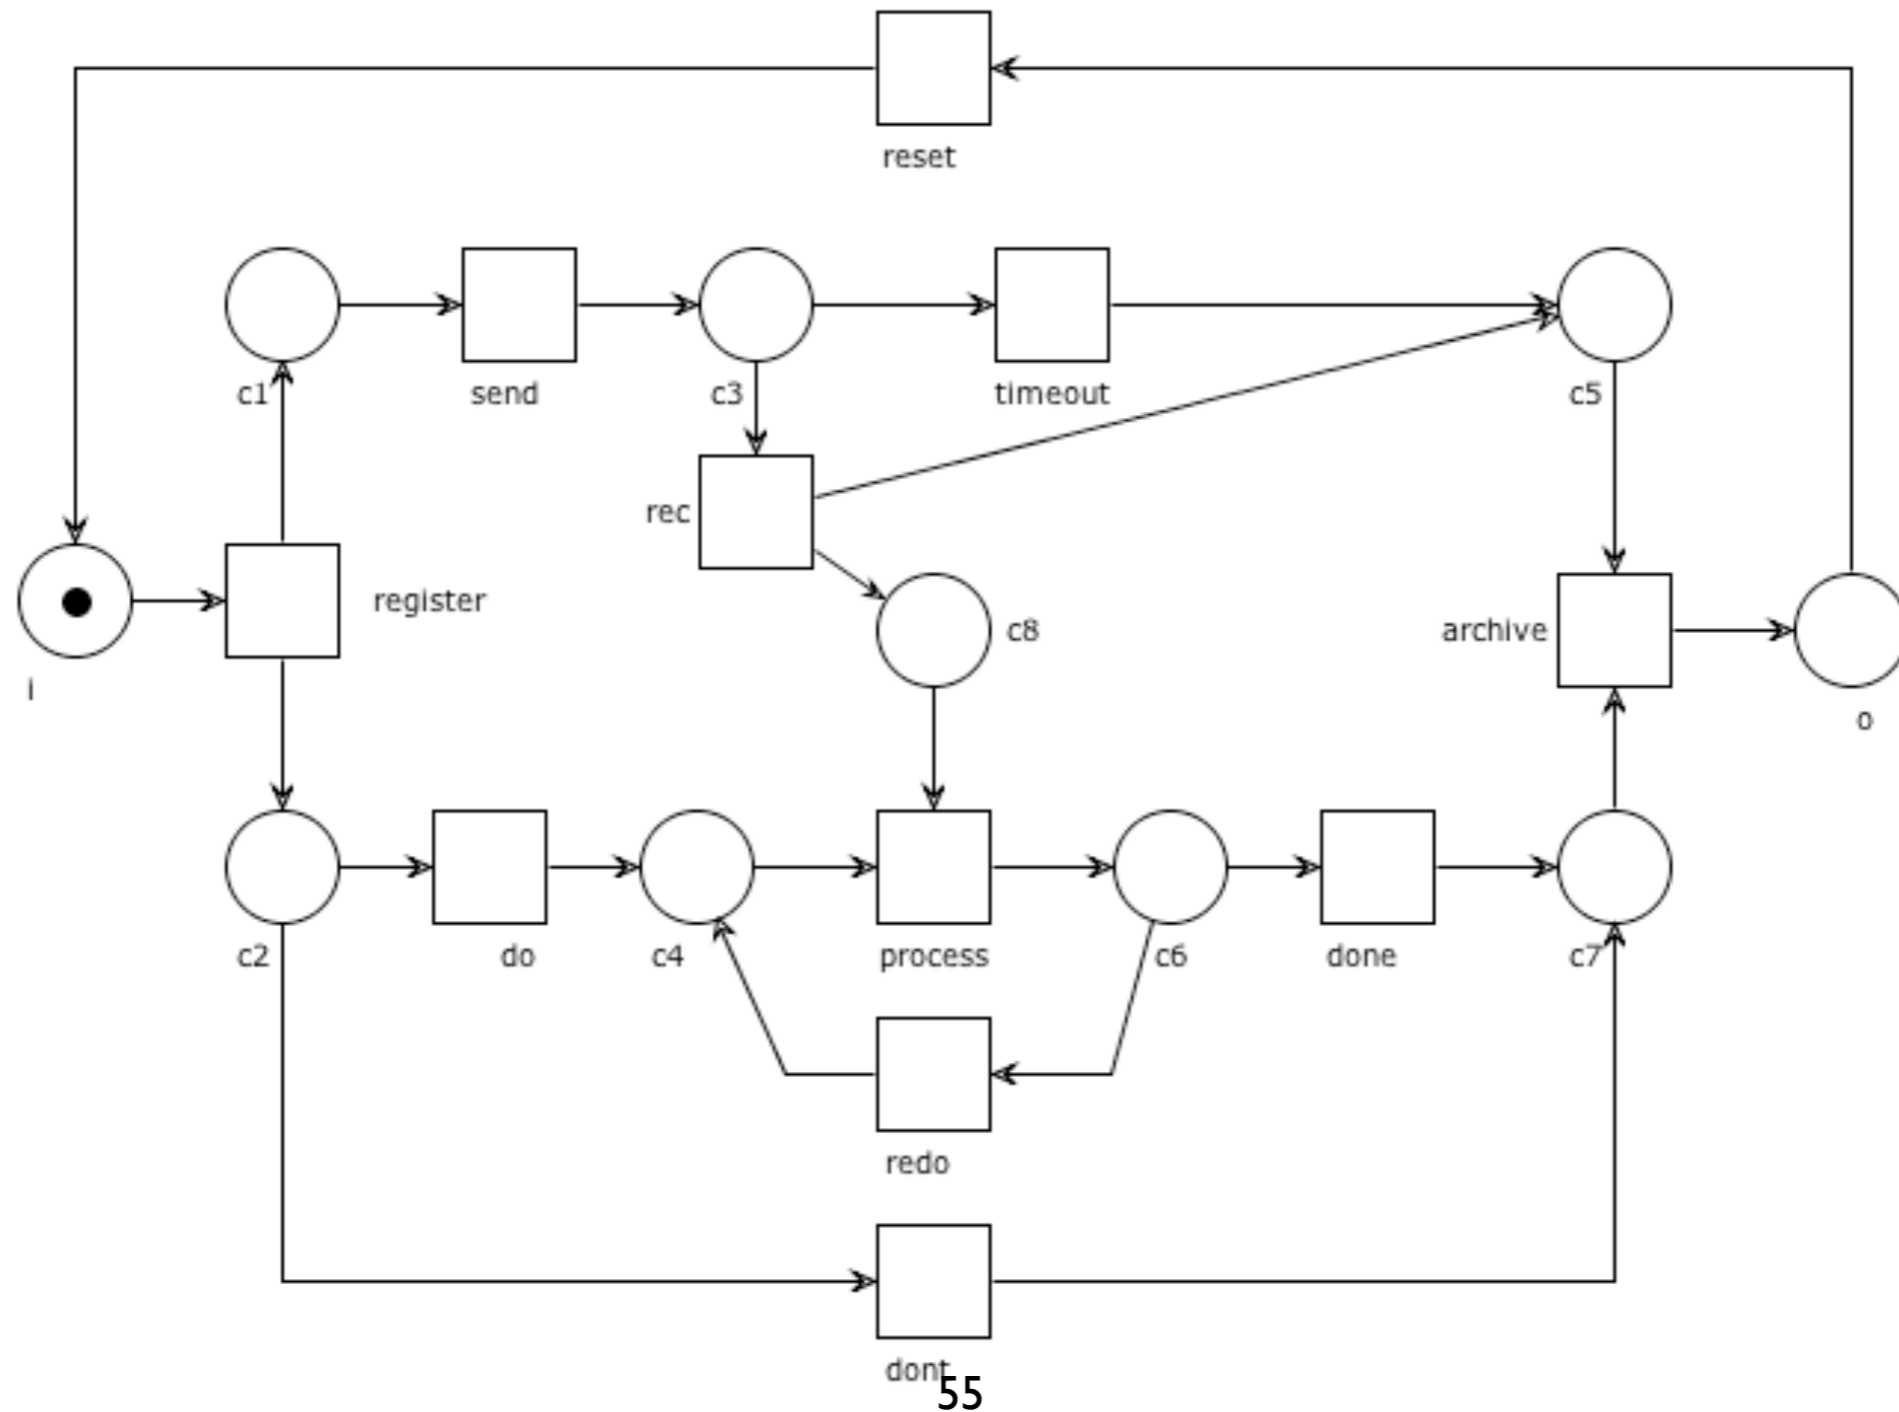 reset
c1
send
c3
timeout
c5
rec
i
register
c8
archive
o
c2
do
c4
process
c6
done
c7
redo
dont
55